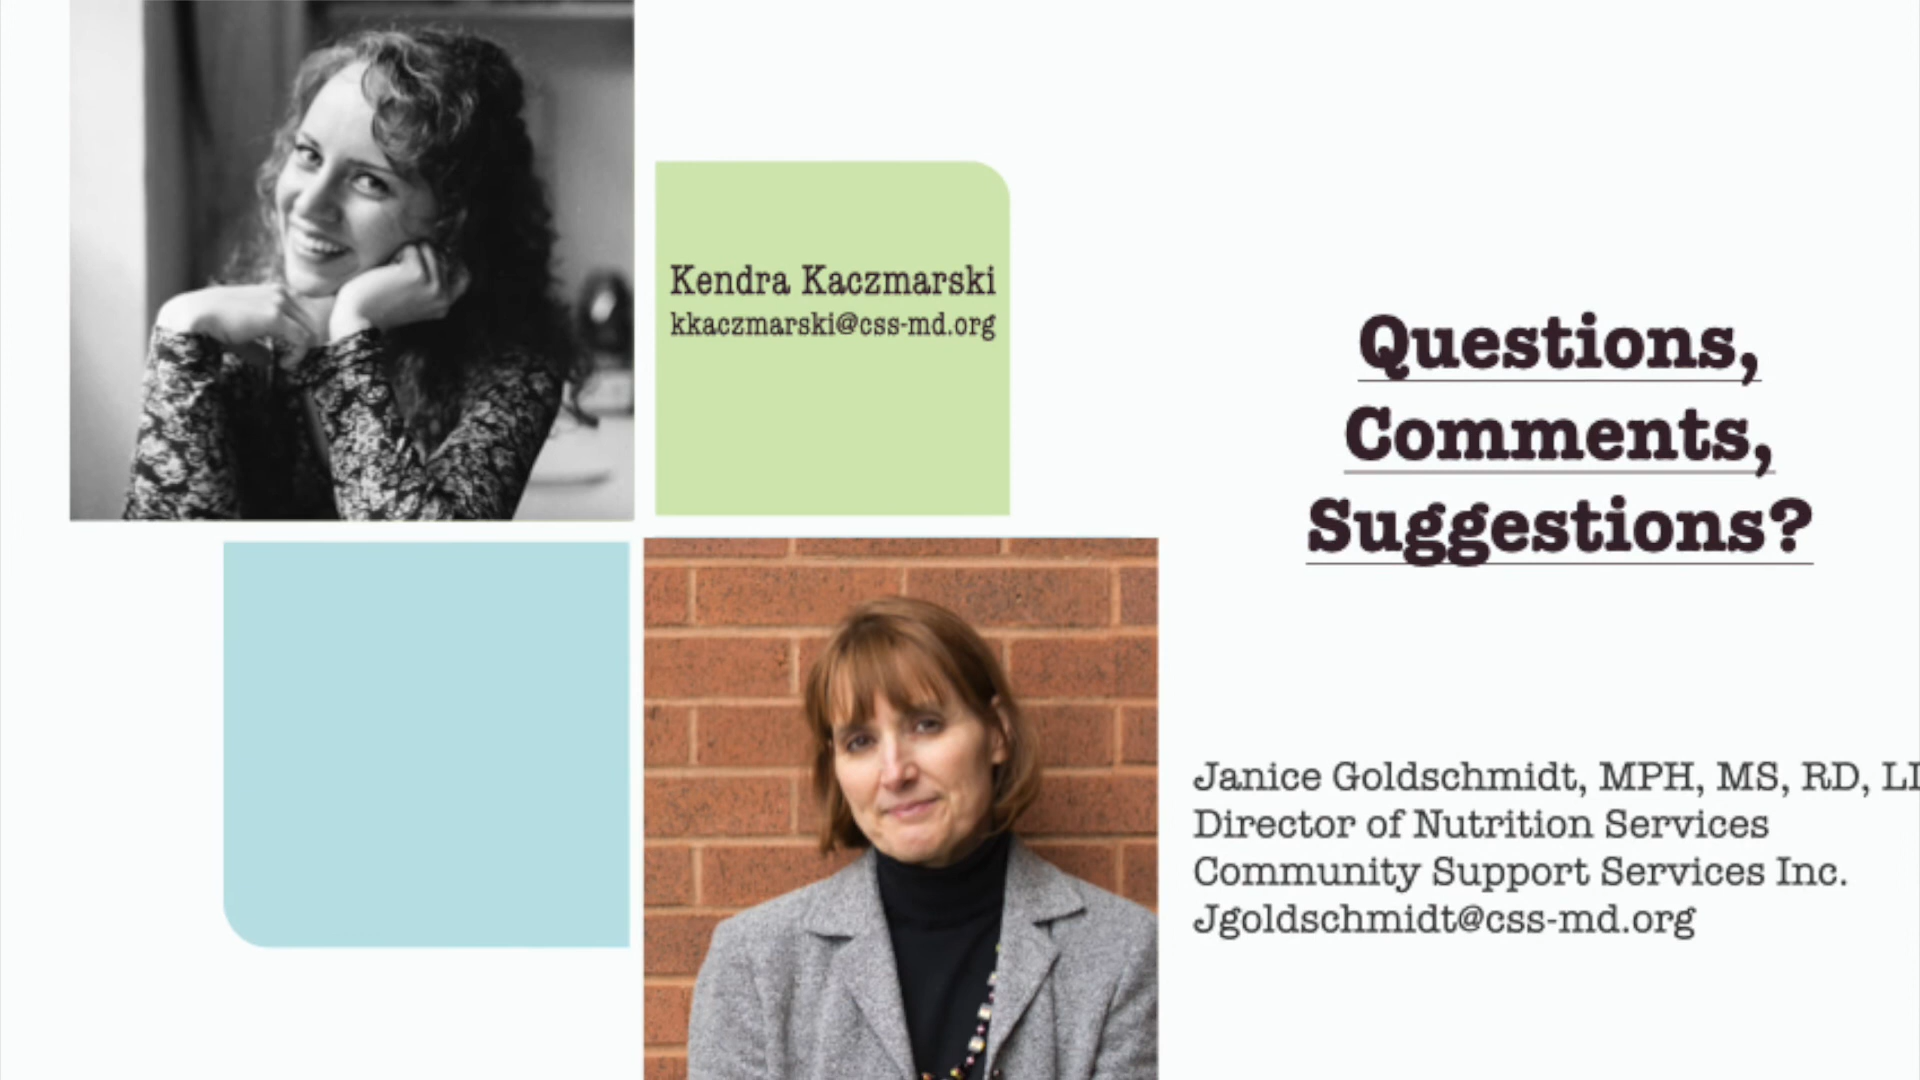 Kendra Kaczmarski
kkaczmarski@css-md.org
Questions,
Comments,
Suggestions?
Janice Goldschmidt, MPH, MS, RD,
Director of Nutrition Services
Community Support Services Inc.
Jgoldschmidt@css-md.org